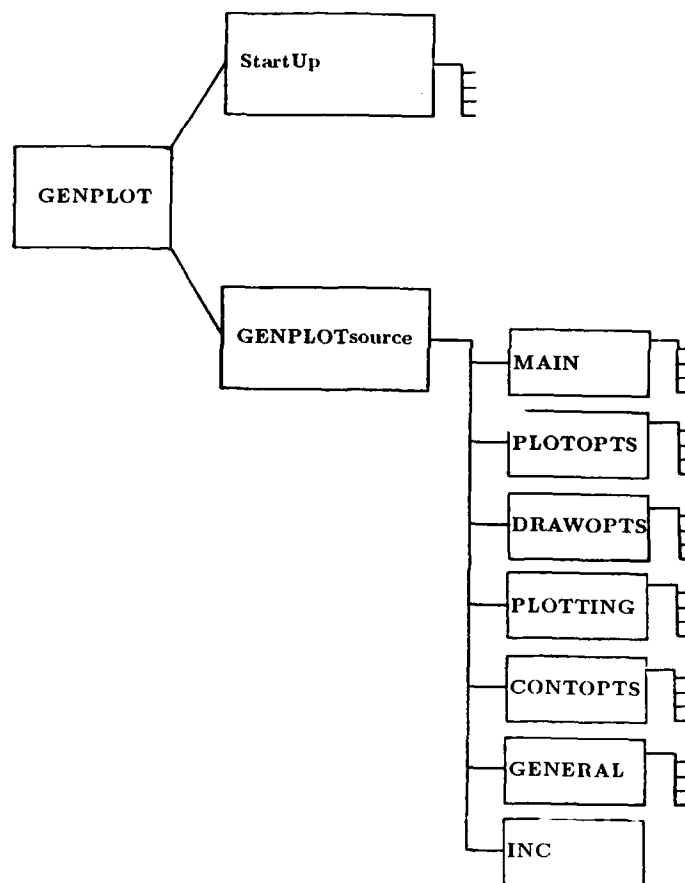 StartUp
GENPLOT
GENPLOTsource
MAIN
PLOTOPTS
DRAWOPTS
PLOTTING
CONTOPTS
GENERAL
INC